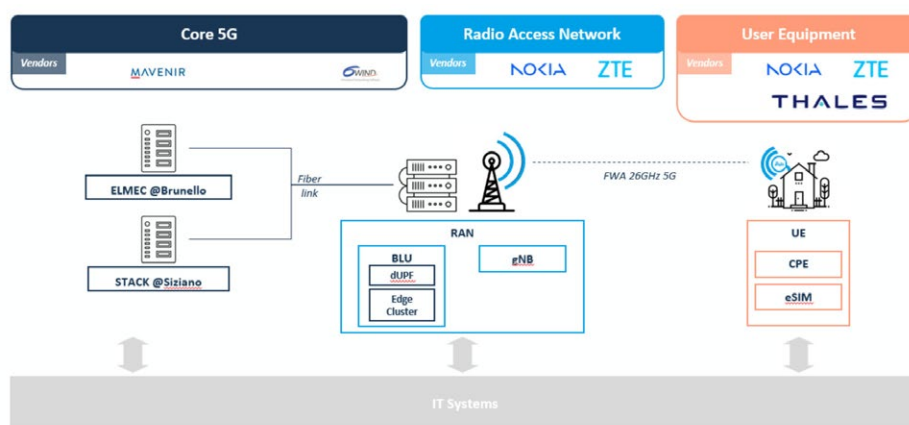 Core 5G
Vendors
MAVENIR
6WIND
Radio Access Network
Vendors
NOKIA
ZTE
User Equipment
Vendors
NOKIA
ZTE
THALES
ELMEC @Brunello
STACK @Siziano
Fiber
link
FWA 26GHz 5G
RAN
BLU
dUPF
Edge
Cluster
gNB
UE
CPE
eSIM
IT Systems